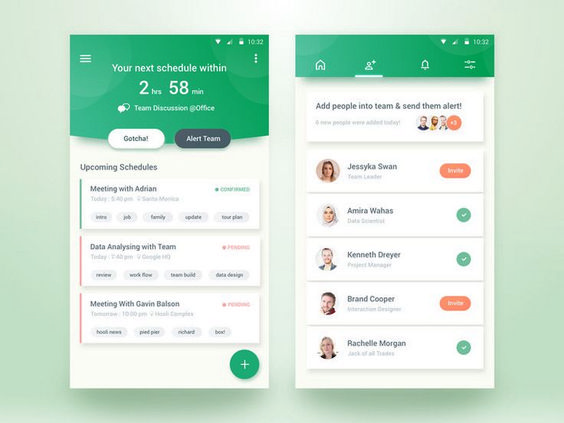 10:32
Your next schedule within
2 hrs 58 min
Team Discussion @Office
Gotcha!
Alert Team
Upcoming Schedules
Meeting with Adrian
CONFIRMED
Today : 5:40 pm
Santa Monica
intro
job
family
update
tour plan
Data Analysing with Team
PENDING
Today : 7:40 pm
Google HQ
review
work flow
team build
data design
Meeting With Gavin Balson
PENDING
Tomorrow : 10:00 pm
Hooli Complex
hooli news
pied pier
richard
box!
+
10:32
Add people into team & send them alert!
6 new people were added today!
+3
Jessyka Swan
Team Leader
Invite
Amira Wahas
Data Scientist
Kenneth Dreyer
Project Manager
Brand Cooper
Interactive Designer
Invite
Rachelle Morgan
Jack of all Trades